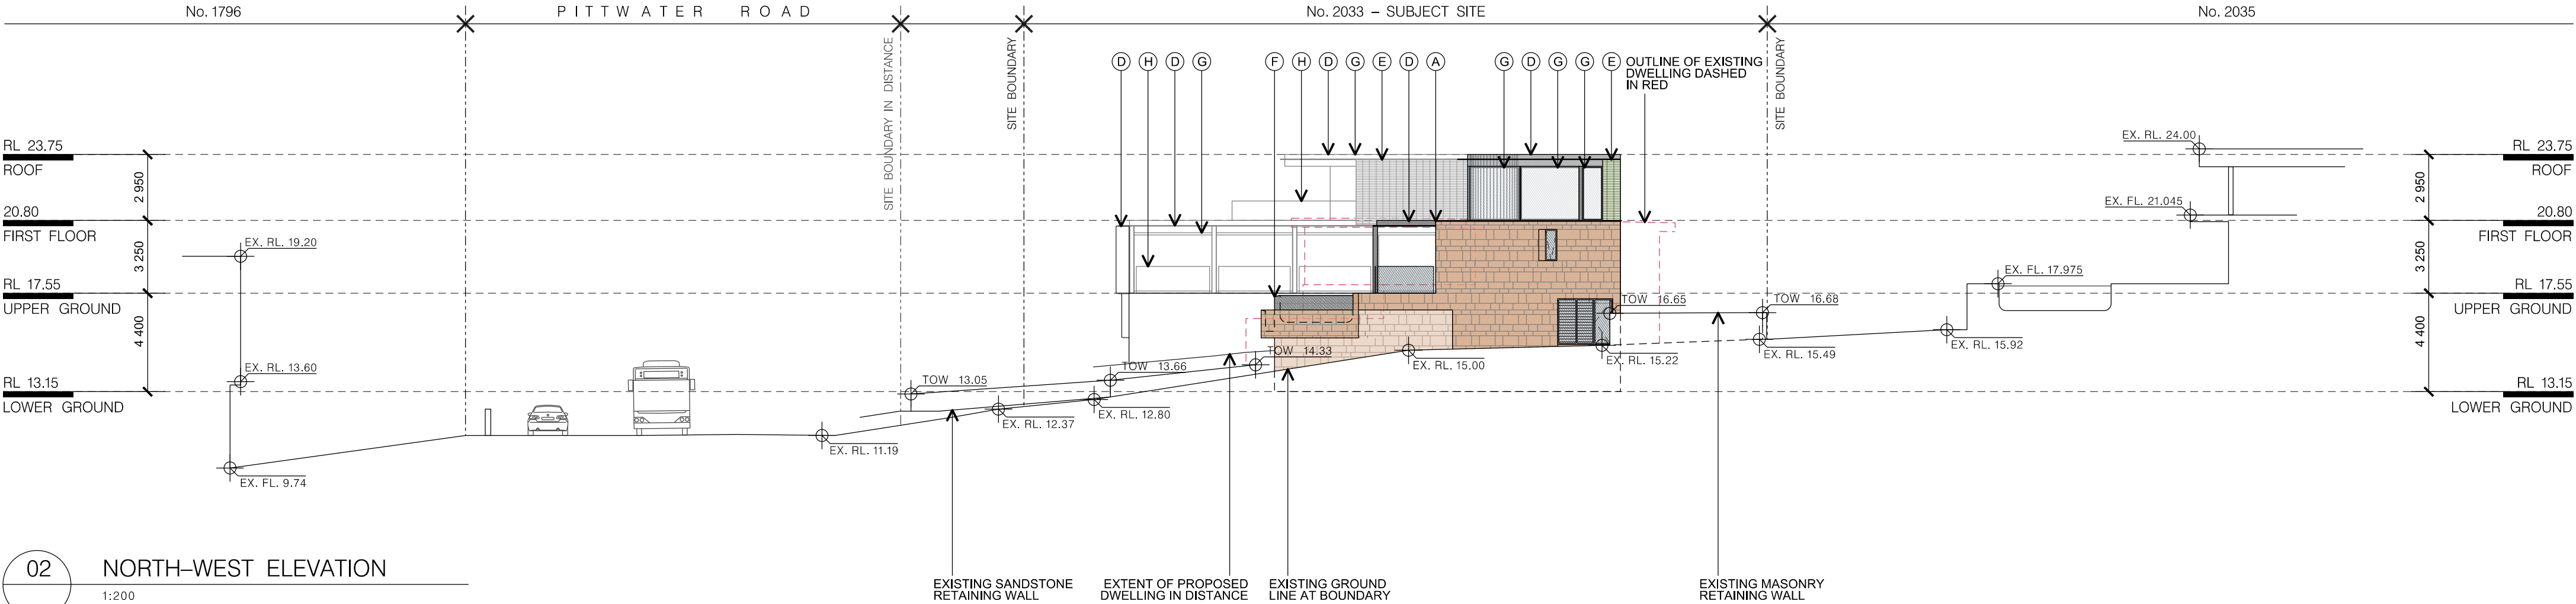 No. 1796
PITTWATER ROAD
No. 2033 – SUBJECT SITE
No. 2035
SITE BOUNDARY IN DISTANCE
SITE BOUNDARY
SITE BOUNDARY
D H D G F H D G E D A G D G G E
OUTLINE OF EXISTING
DWELLING DASHED
IN RED
RL 23.75
ROOF
2 950
20.80
FIRST FLOOR
3 250
RL 17.55
UPPER GROUND
4 400
RL 13.15
LOWER GROUND
EX. RL. 19.20
EX. RL. 13.60
EX. FL. 9.74
EX. RL. 11.19
TOW 13.05
EX. RL. 12.37
TOW 13.66
EX. RL. 12.80
TOW 14.33
EX. RL. 15.00
TOW 16.65
EX. RL. 15.22
TOW 16.68
EX. RL. 15.49
EX. RL. 15.92
EX. FL. 17.975
EX. FL. 21.045
EX. RL. 24.00
RL 23.75
ROOF
2 950
20.80
FIRST FLOOR
3 250
RL 17.55
UPPER GROUND
4 400
RL 13.15
LOWER GROUND
EXISTING SANDSTONE
RETAINING WALL
EXTENT OF PROPOSED
DWELLING IN DISTANCE
EXISTING GROUND
LINE AT BOUNDARY
EXISTING MASONRY
RETAINING WALL
02
NORTH–WEST ELEVATION
1:200